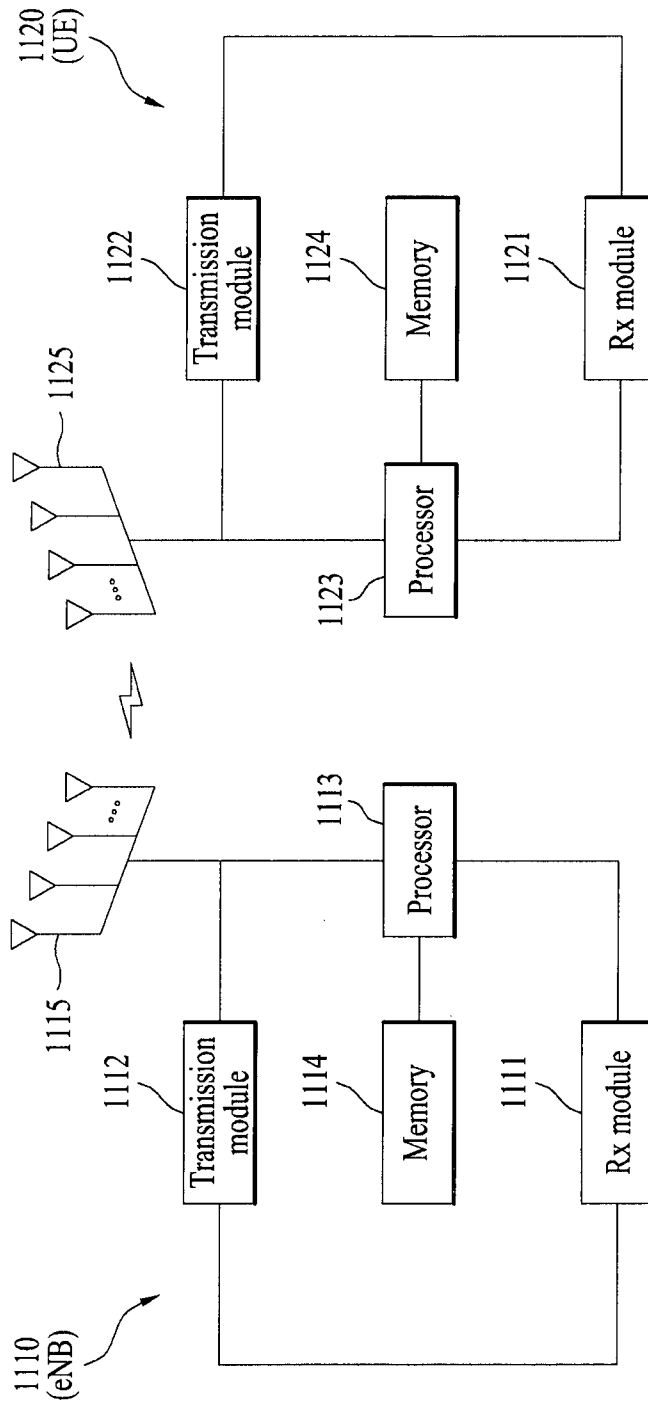 1110
(eNB)
1115
1112
Transmission
module
1114
Memory
1113
Processor
1111
Rx module
1120
(UE)
1125
1122
Transmission
module
1123
Processor
1124
Memory
1121
Rx module